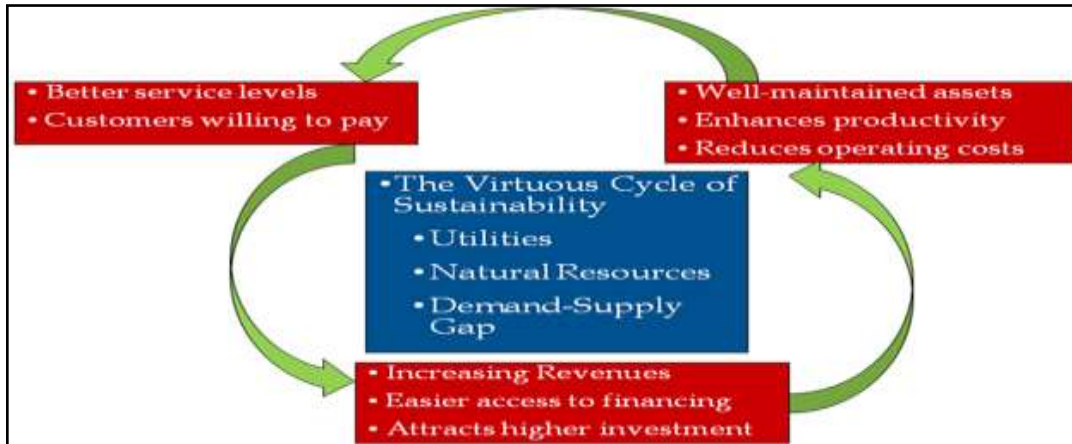 • Better service levels
• Customers willing to pay
• Well-maintained assets
• Enhances productivity
• Reduces operating costs
• The Virtuous Cycle of
Sustainability
• Utilities
• Natural Resources
• Demand-Supply
Gap
• Increasing Revenues
• Easier access to financing
• Attracts higher investment